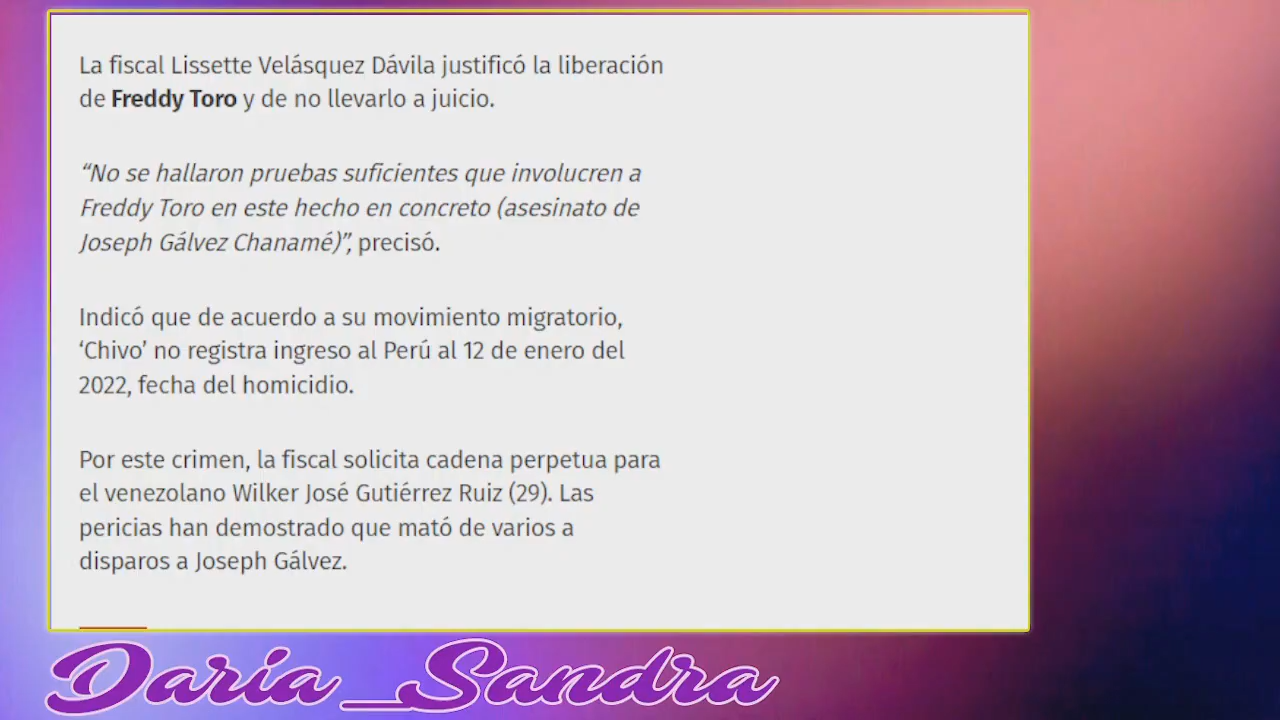 La fiscal Lissette Velásquez Dávila justificó la liberación
de Freddy Toro y de no llevarlo a juicio.
“No se hallaron pruebas suficientes que involucren a
Freddy Toro en este hecho en concreto (asesinato de
Joseph Gálvez Chanamé)”, precisó.
Indicó que de acuerdo a su movimiento migratorio,
‘Chivo’ no registra ingreso al Perú al 12 de enero del
2022, fecha del homicidio.
Por este crimen, la fiscal solicita cadena perpetua para
el venezolano Wilker José Gutiérrez Ruiz (29). Las
pericias han demostrado que mató de varios a
disparos a Joseph Gálvez.
Daria_Sandra